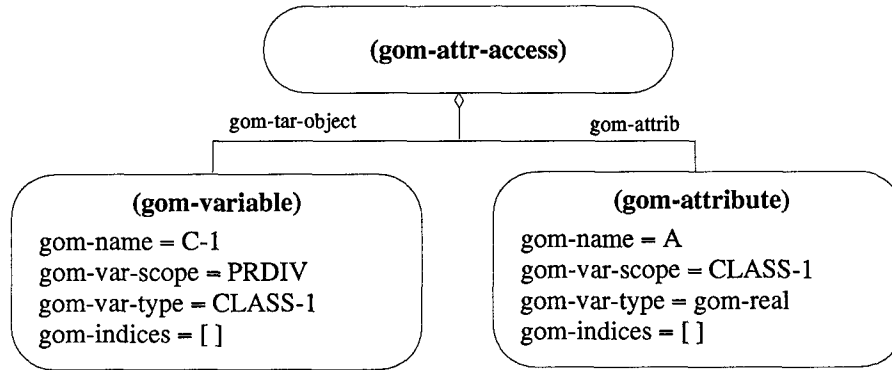 (gom-attr-access)
gom-tar-object
gom-attrib
(gom-variable)
gom-name = C-1
gom-var-scope = PRDIV
gom-var-type = CLASS-1
gom-indices = [ ]
(gom-attribute)
gom-name = A
gom-var-scope = CLASS-1
gom-var-type = gom-real
gom-indices = [ ]